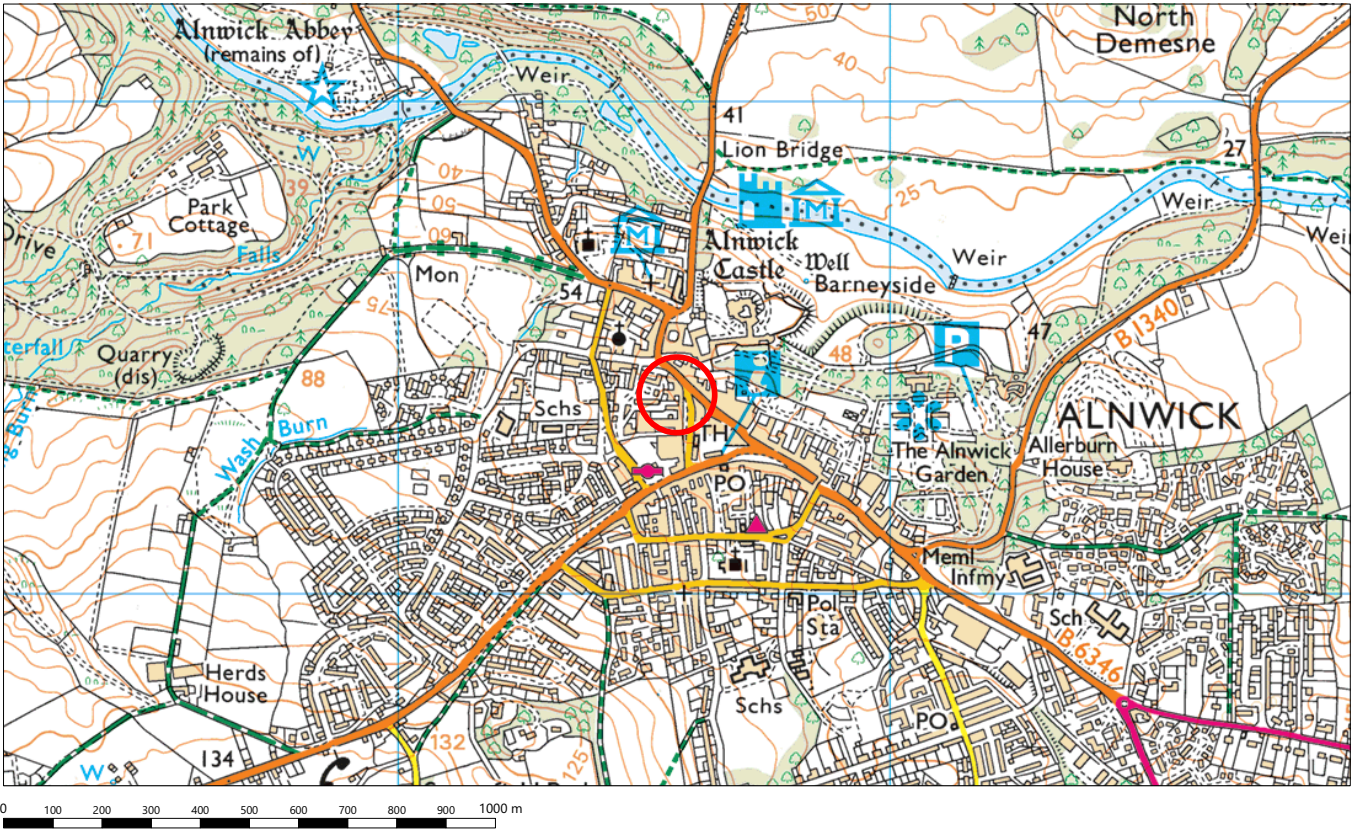 Alnwick Abbey
(remains of)
Weir
50
North
Demesne
40
41
Lion Bridge
27
W
39
40
50
60
Park
Cottage
71
Drive
Falls
25
Weir
M
M
Alnwick
Castle
Well
Barneyside
Weir
Mon
54
75
47
B 1340
Quarry
(dis)
88
48
P
Schs
Wash
Burn
TH
ALNWICK
The Alnwick
Garden
Allerburn
House
PO
Meml
Infmy
Pol
Sta
Sch
B 6346
Herds
House
Schs
PO
134
132
125
W
0 100 200 300 400 500 600 700 800 900 1000 m